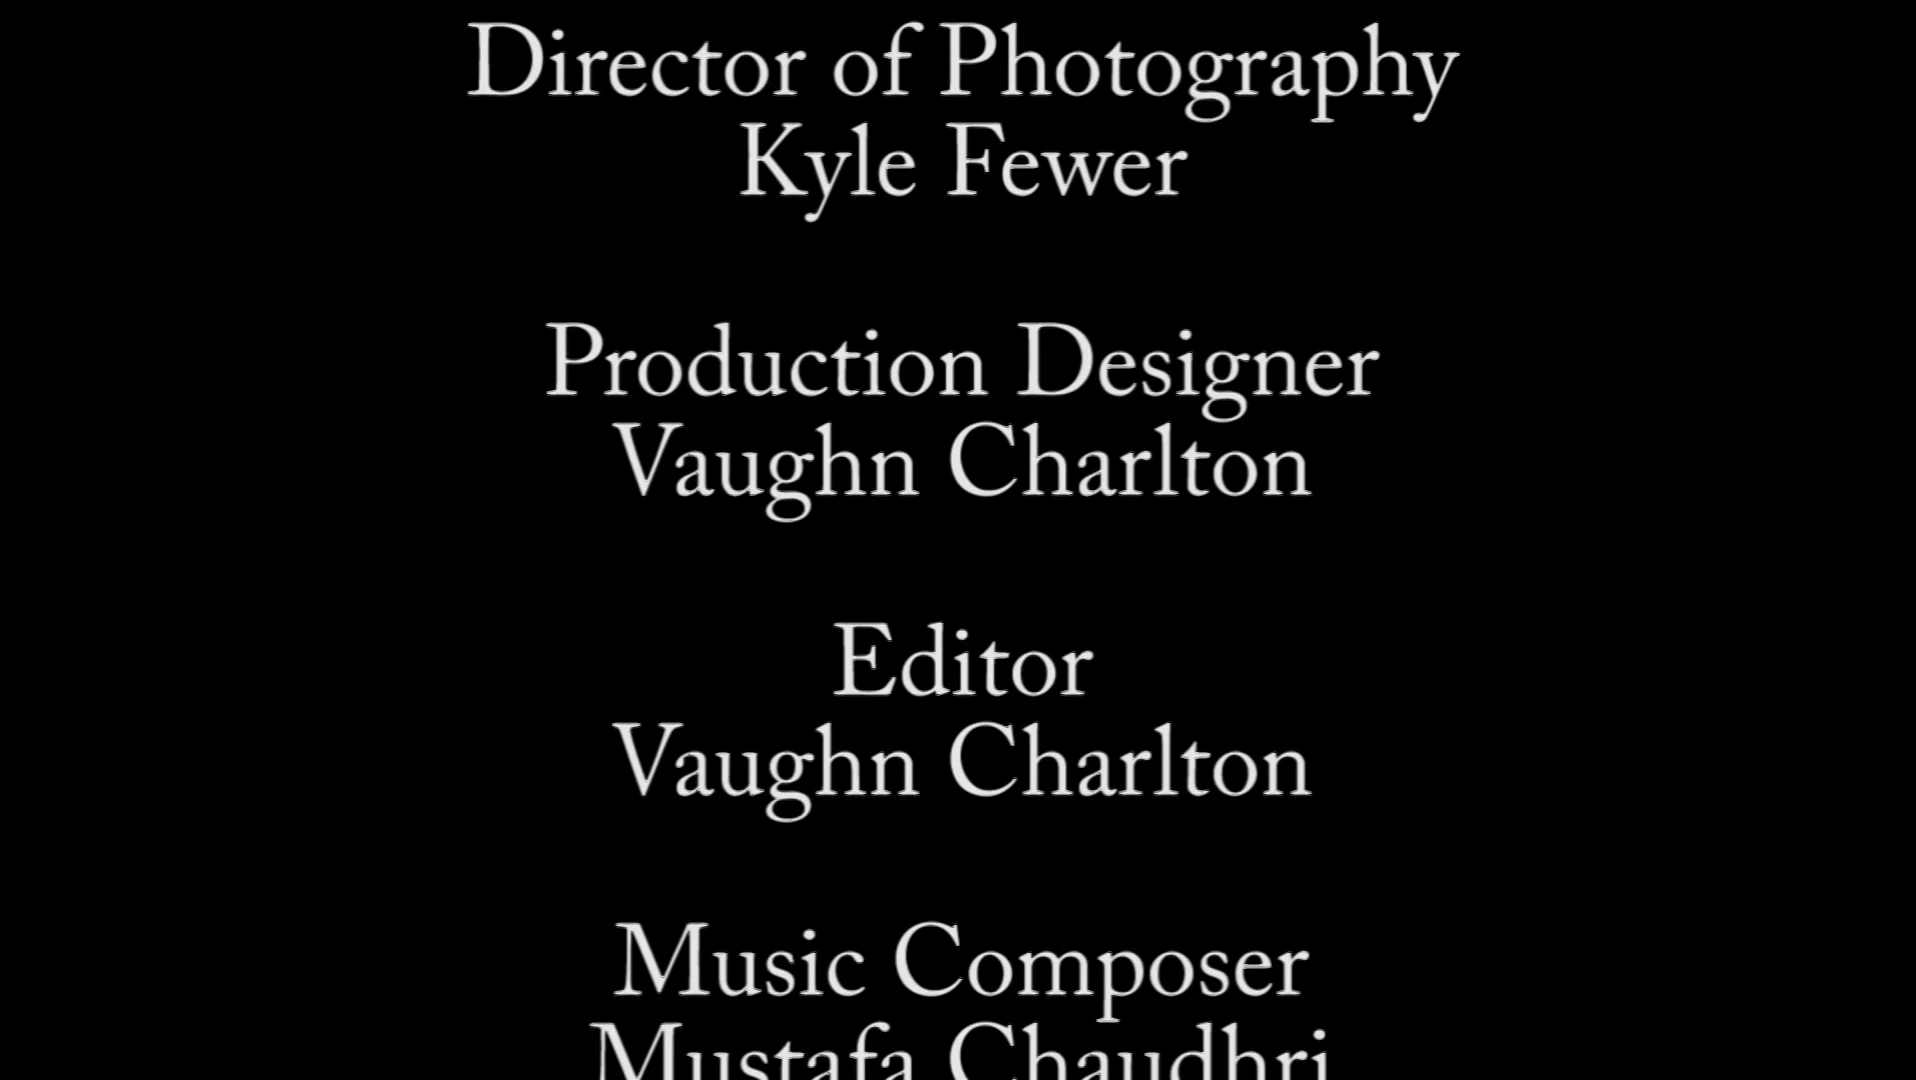 Director of Photography
Kyle Fewer
Production Designer
Vaughn Charlton
Editor
Vaughn Charlton
Music Composer
Mustafa Chaudhri